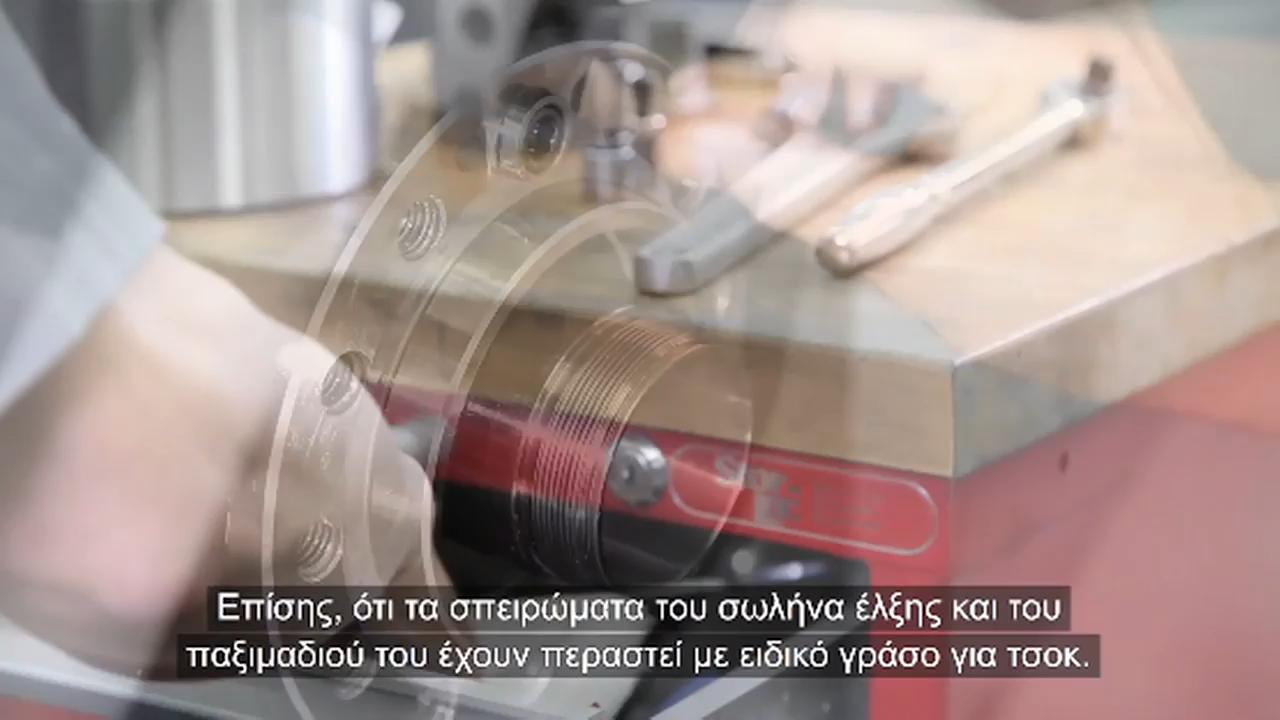 Επίσης, ότι τα σπειρώματα του σωλήνα έλξης και του
παξιμαδιού του έχουν περαστεί με ειδικό γράσο για τσοκ.